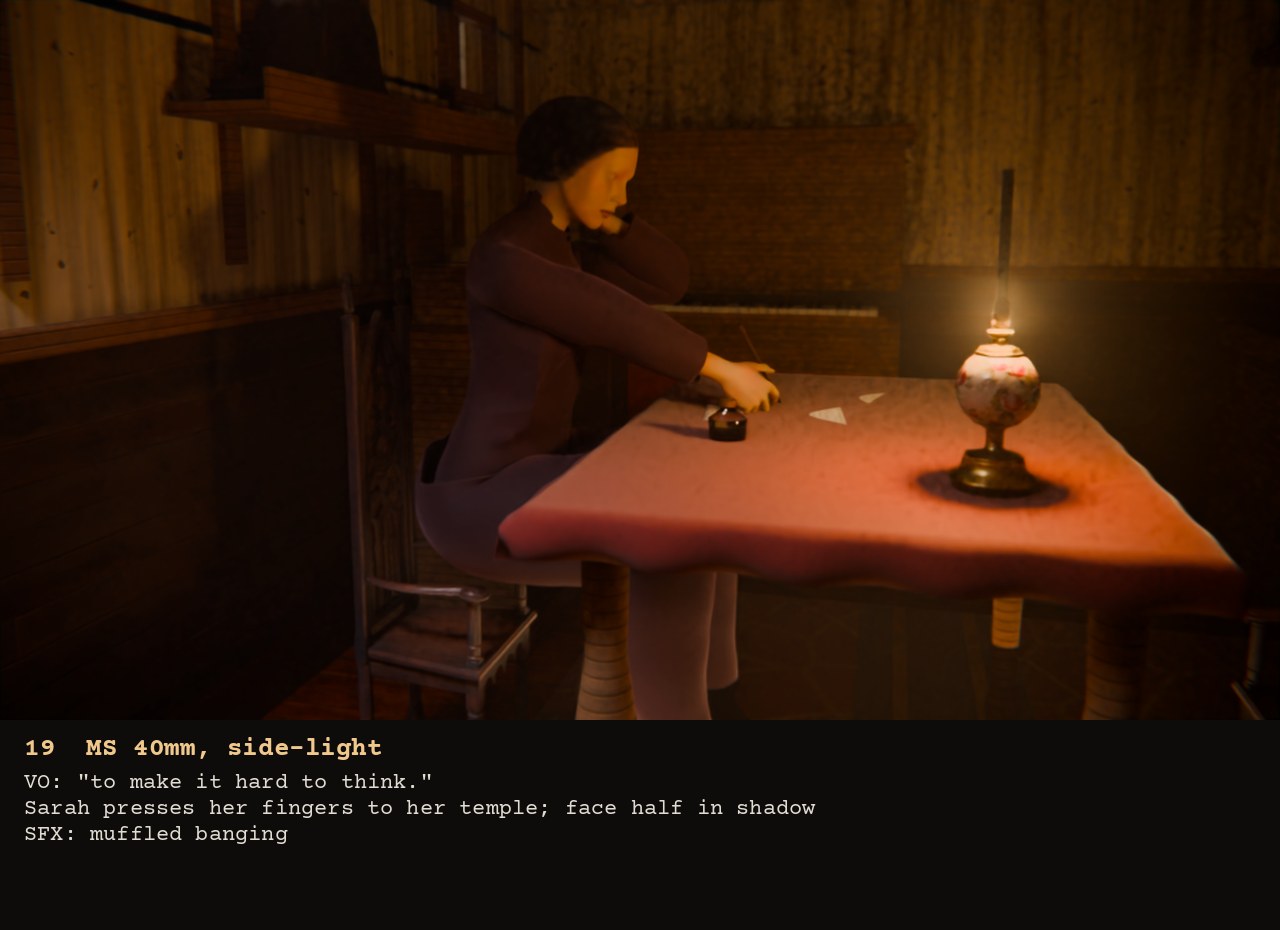 19  MS 40mm, side-light
VO: "to make it hard to think."
Sarah presses her fingers to her temple; face half in shadow
SFX: muffled banging